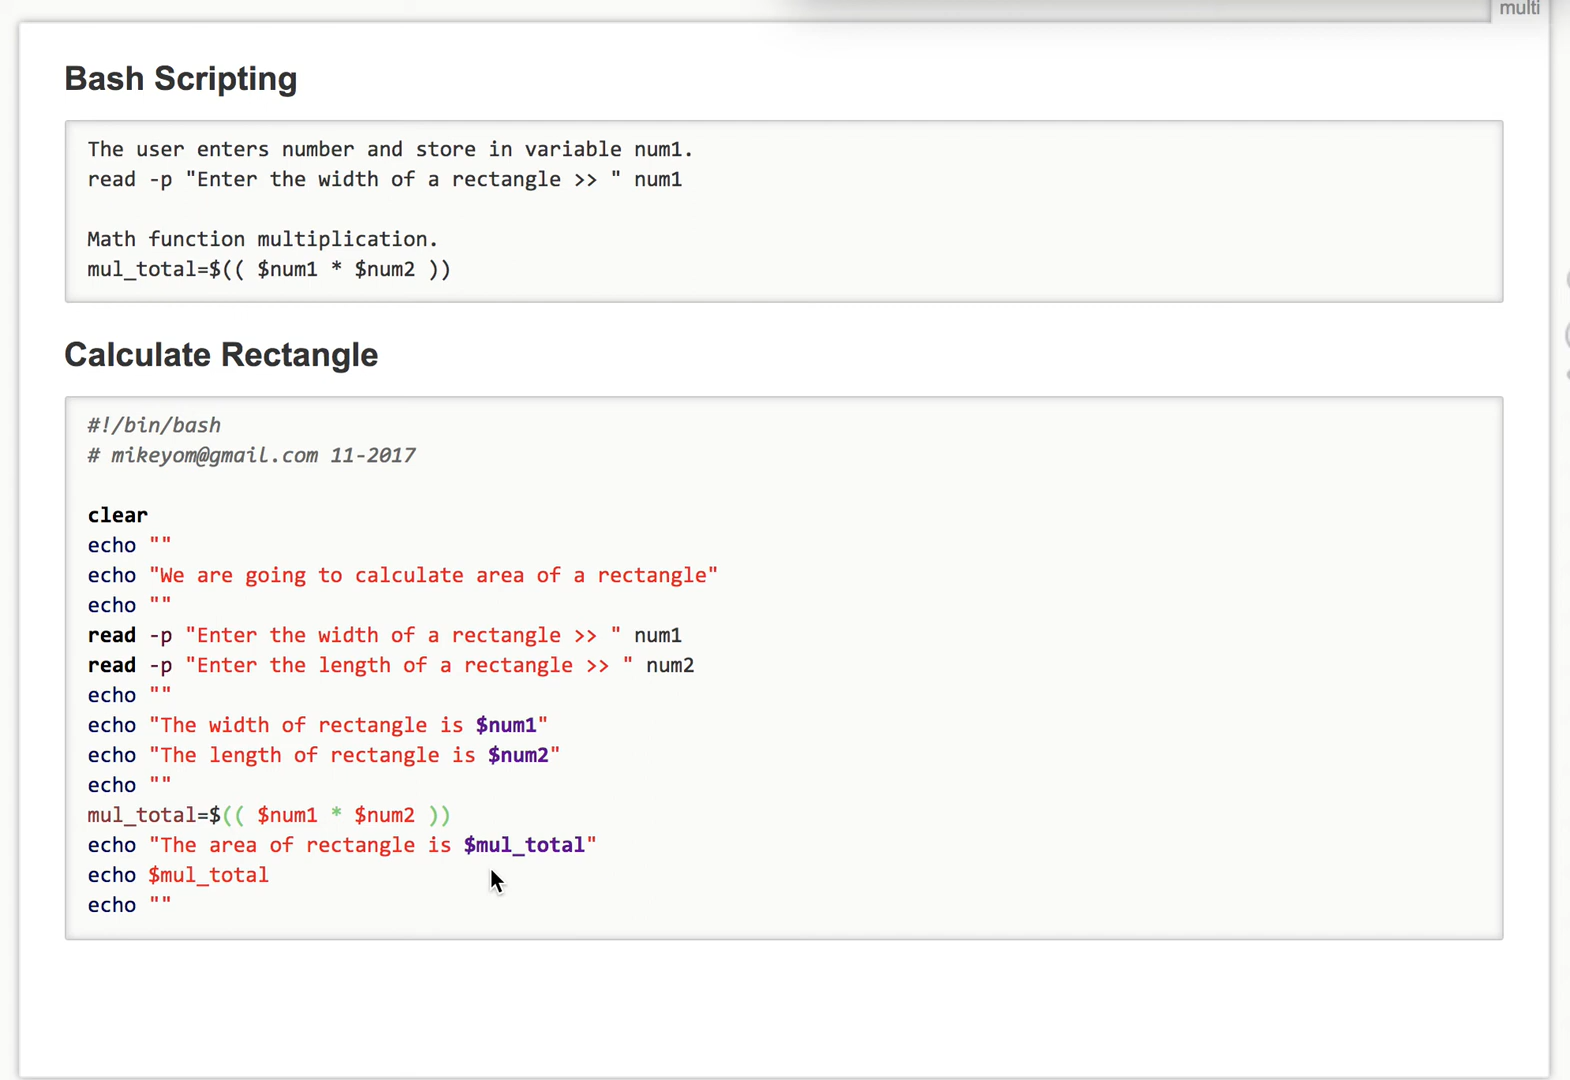 multi
Bash Scripting
The user enters number and store in variable num1.
read -p "Enter the width of a rectangle >> " num1
Math function multiplication.
mul_total=$(( $num1 * $num2 ))
Calculate Rectangle
#!/bin/bash
# mikeyom@gmail.com 11-2017
clear
echo ""
echo "We are going to calculate area of a rectangle"
echo ""
read -p "Enter the width of a rectangle >> " num1
read -p "Enter the length of a rectangle >> " num2
echo ""
echo "The width of rectangle is $num1"
echo "The length of rectangle is $num2"
echo ""
mul_total=$(( $num1 * $num2 ))
echo "The area of rectangle is $mul_total"
echo $mul_total
echo ""